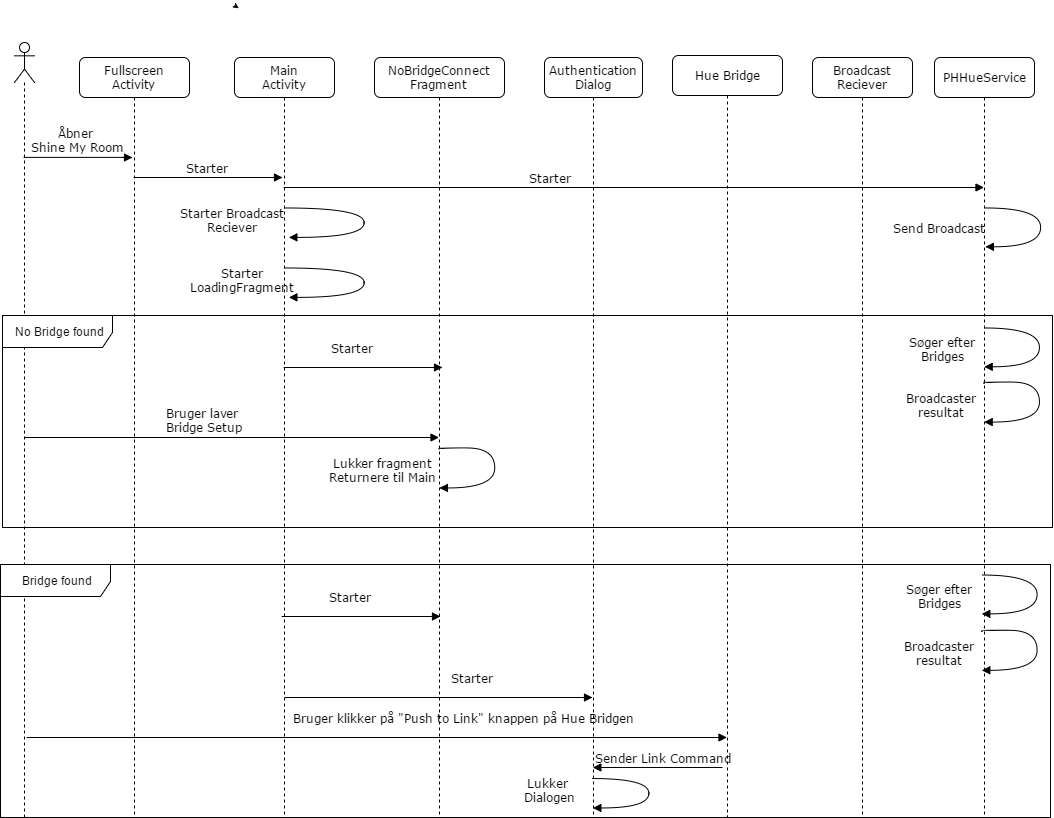 Fullscreen
Activity
Main
Activity
NoBridgeConnect
Fragment
Authentication
Dialog
Hue Bridge
Broadcast
Reciever
PHHueService
Åbner
Shine My Room
Starter
Starter
Starter Broadcast
Reciever
Send Broadcast
Starter
LoadingFragment
No Bridge found
Starter
Søger efter
Bridges
Broadcaster
resultat
Bruger laver
Bridge Setup
Lukker fragment
Returnere til Main
Bridge found
Starter
Søger efter
Bridges
Broadcaster
resultat
Starter
Bruger klikker på "Push to Link" knappen på Hue Bridgen
Sender Link Command
Lukker
Dialogen